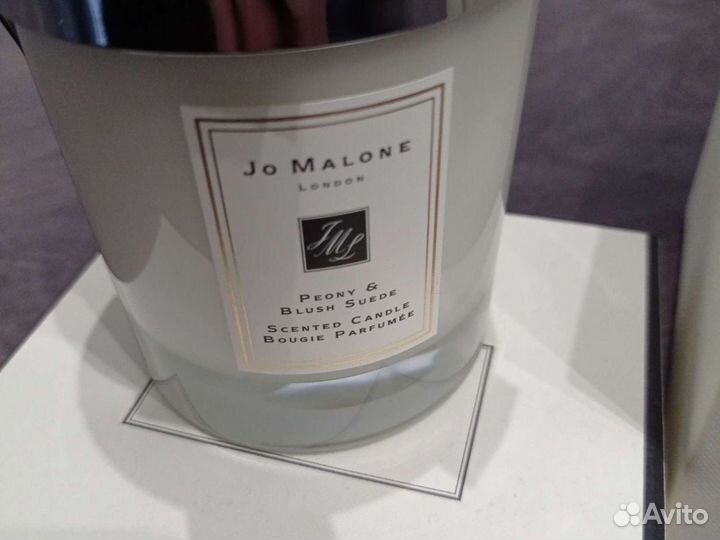 Jo Malone
London
JML
Peony &
Blush Suede
Scented Candle
Bougie Parfumée
Avito